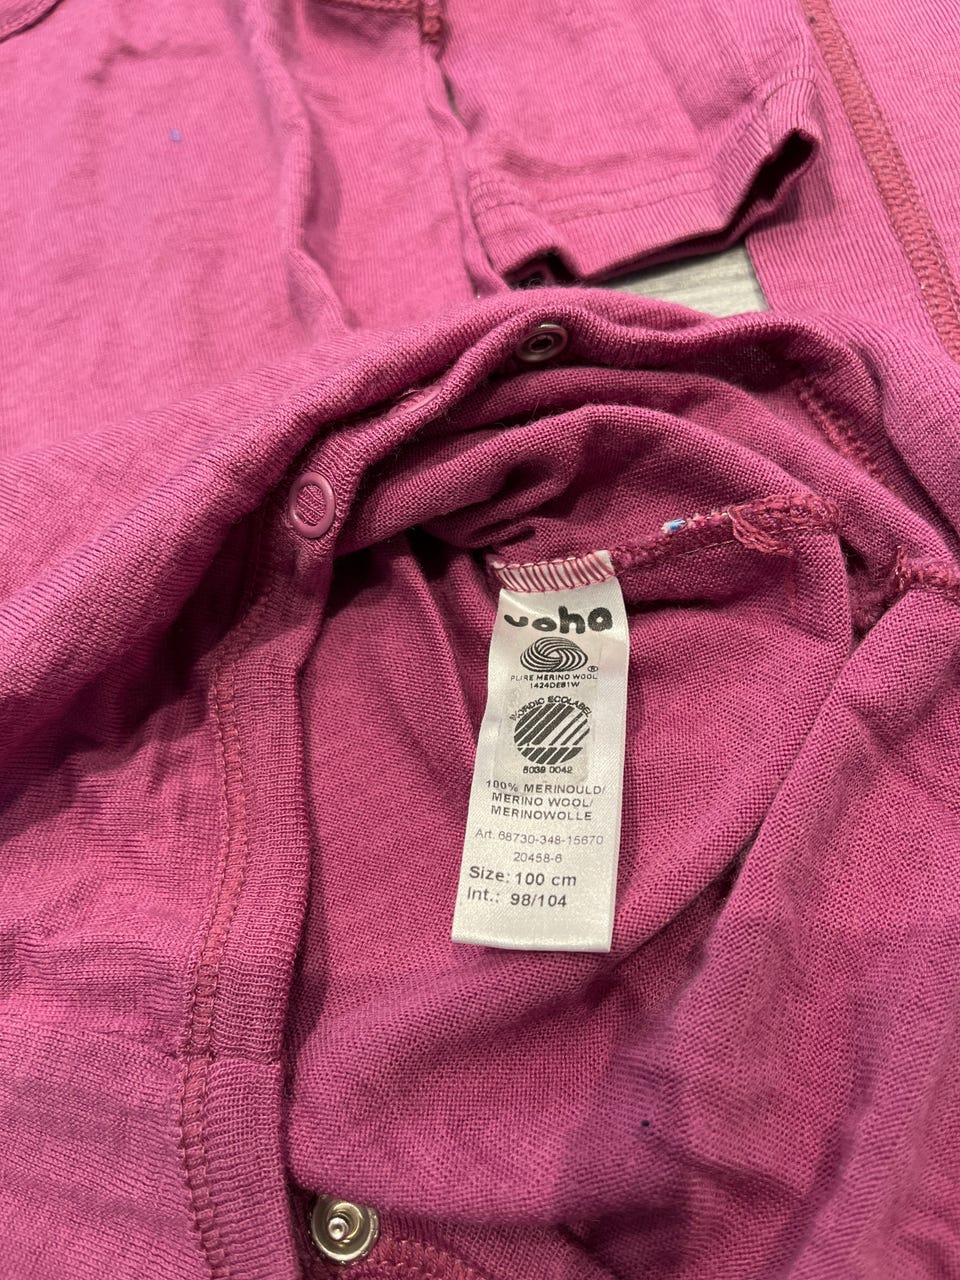 joha
®
PURE MERINO WOOL
1424DEB1W
NORDIC ECOLABEL
5039 0042
100% MERINOULD/
MERINO WOOL/
MERINOWOLLE
Art. 68730-348-15670
20458-6
Size: 100 cm
Int.: 98/104